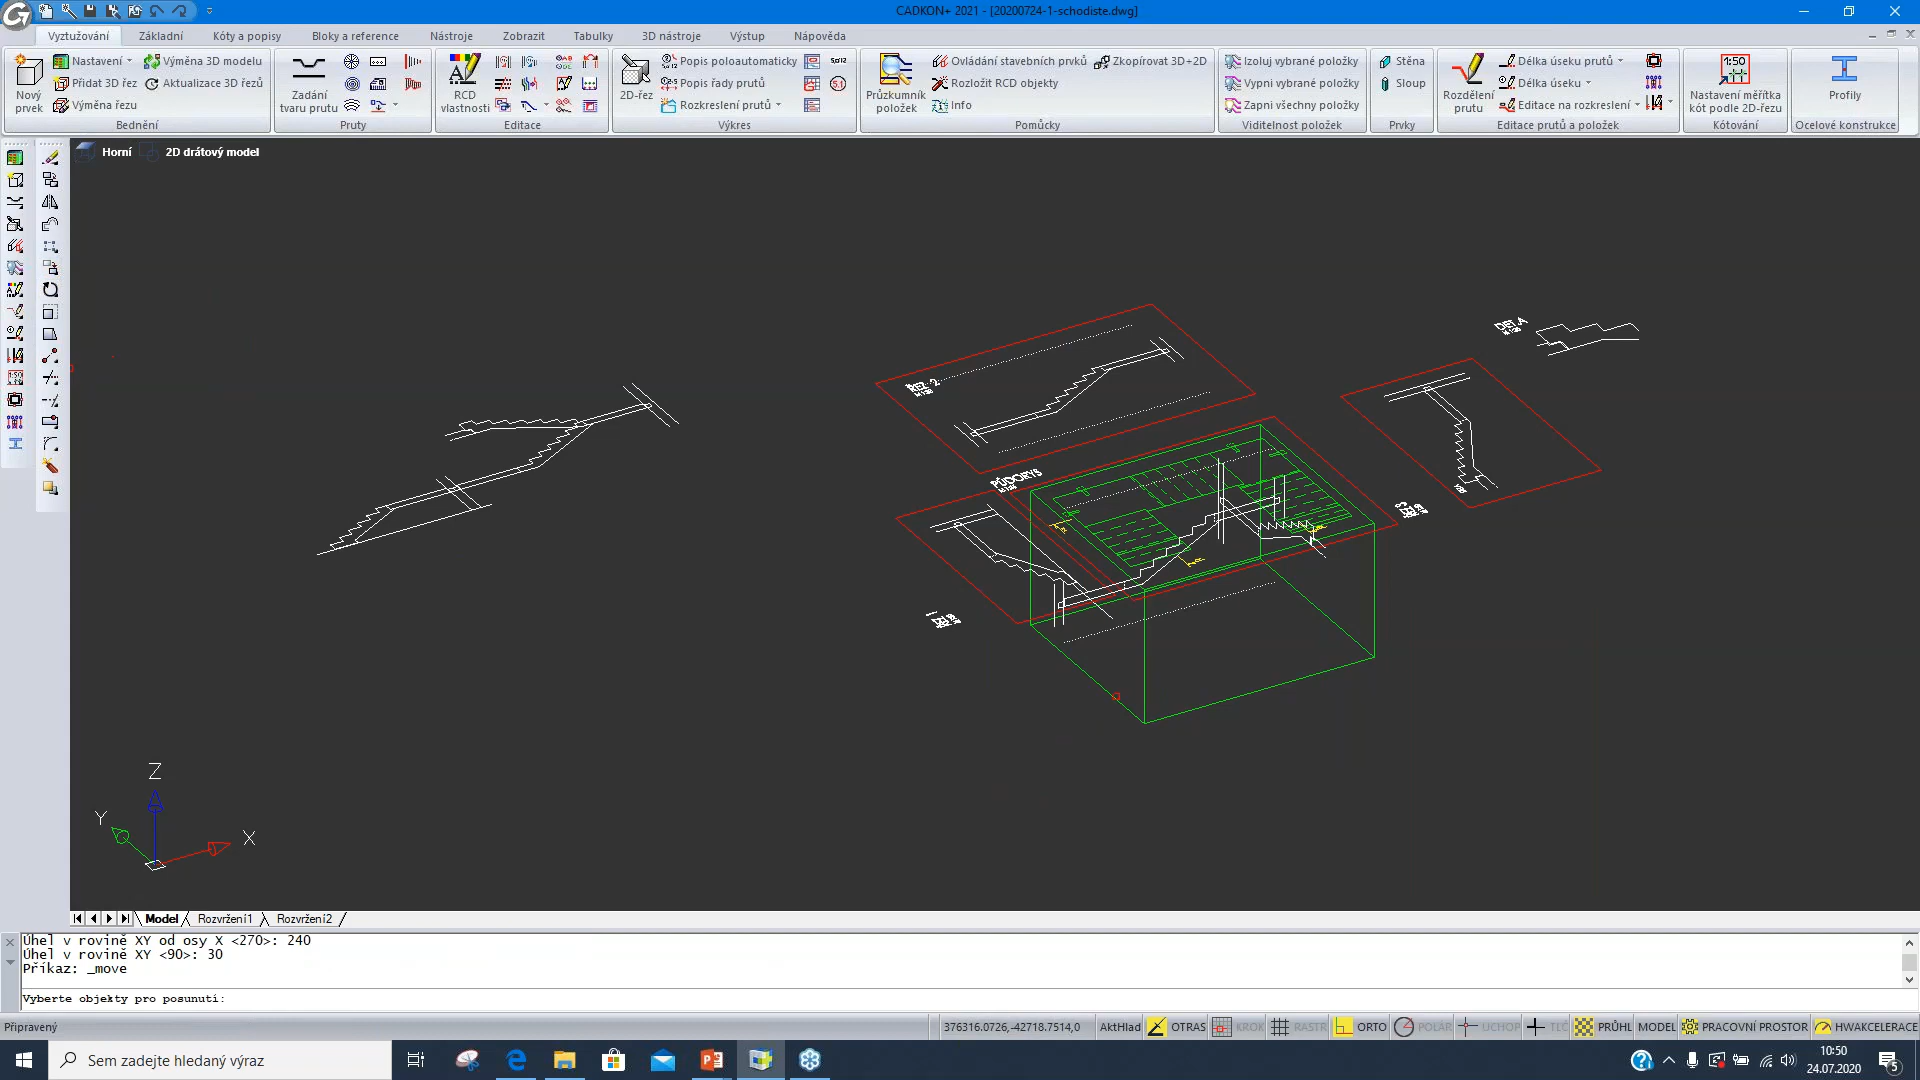 CADKON+ 2021 - [20200724-1-schodiste.dwg]
Vyztužování Základní Kóty a popisy Bloky a reference Nástroje Zobrazit Tabulky 3D nástroje Výstup Nápověda
Nový prvek
Nastavení
Výměna 3D modelu
Přidat 3D řez
Aktualizace 3D řezů
Výměna řezu
Bednění
Zadání tvaru prutu
Pruty
RCD vlastnosti
Editace
2D-řez
Popis poloautomaticky
Popis řady prutů
Rozkreslení prutů
Výkres
Průzkumník položek
Ovládání stavebních prvků
Zkopírovat 3D+2D
Rozložit RCD objekty
Info
Pomůcky
Izoluj vybrané položky
Vypni vybrané položky
Zapni všechny položky
Viditelnost položek
Stěna
Sloup
Prvky
Rozdělení prutu
Délka úseku prutů
Délka úseku
Editace na rozkreslení
Editace prutů a položek
1:50
Nastavení měřítka kót podle 2D-řezu
Kótování
Profily
Ocelové konstrukce
Horní 2D drátový model
DET.A
ŘEZ 2
PŮDORYS
Z
Y
X
Model Rozvržení1 Rozvržení2
Úhel v rovině XY od osy X <270>: 240
Úhel v rovině XY <90>: 30
Příkaz: _move
Vyberte objekty pro posunutí:
Připravený 376316.0726,-42718.7514,0 AktHlad OTRAS KROK RASTR ORTO POLÁR UCHOP TLČ PRŮHL MODEL PRACOVNÍ PROSTOR HWAKCELERACE
Sem zadejte hledaný výraz
10:50
24.07.2020
5